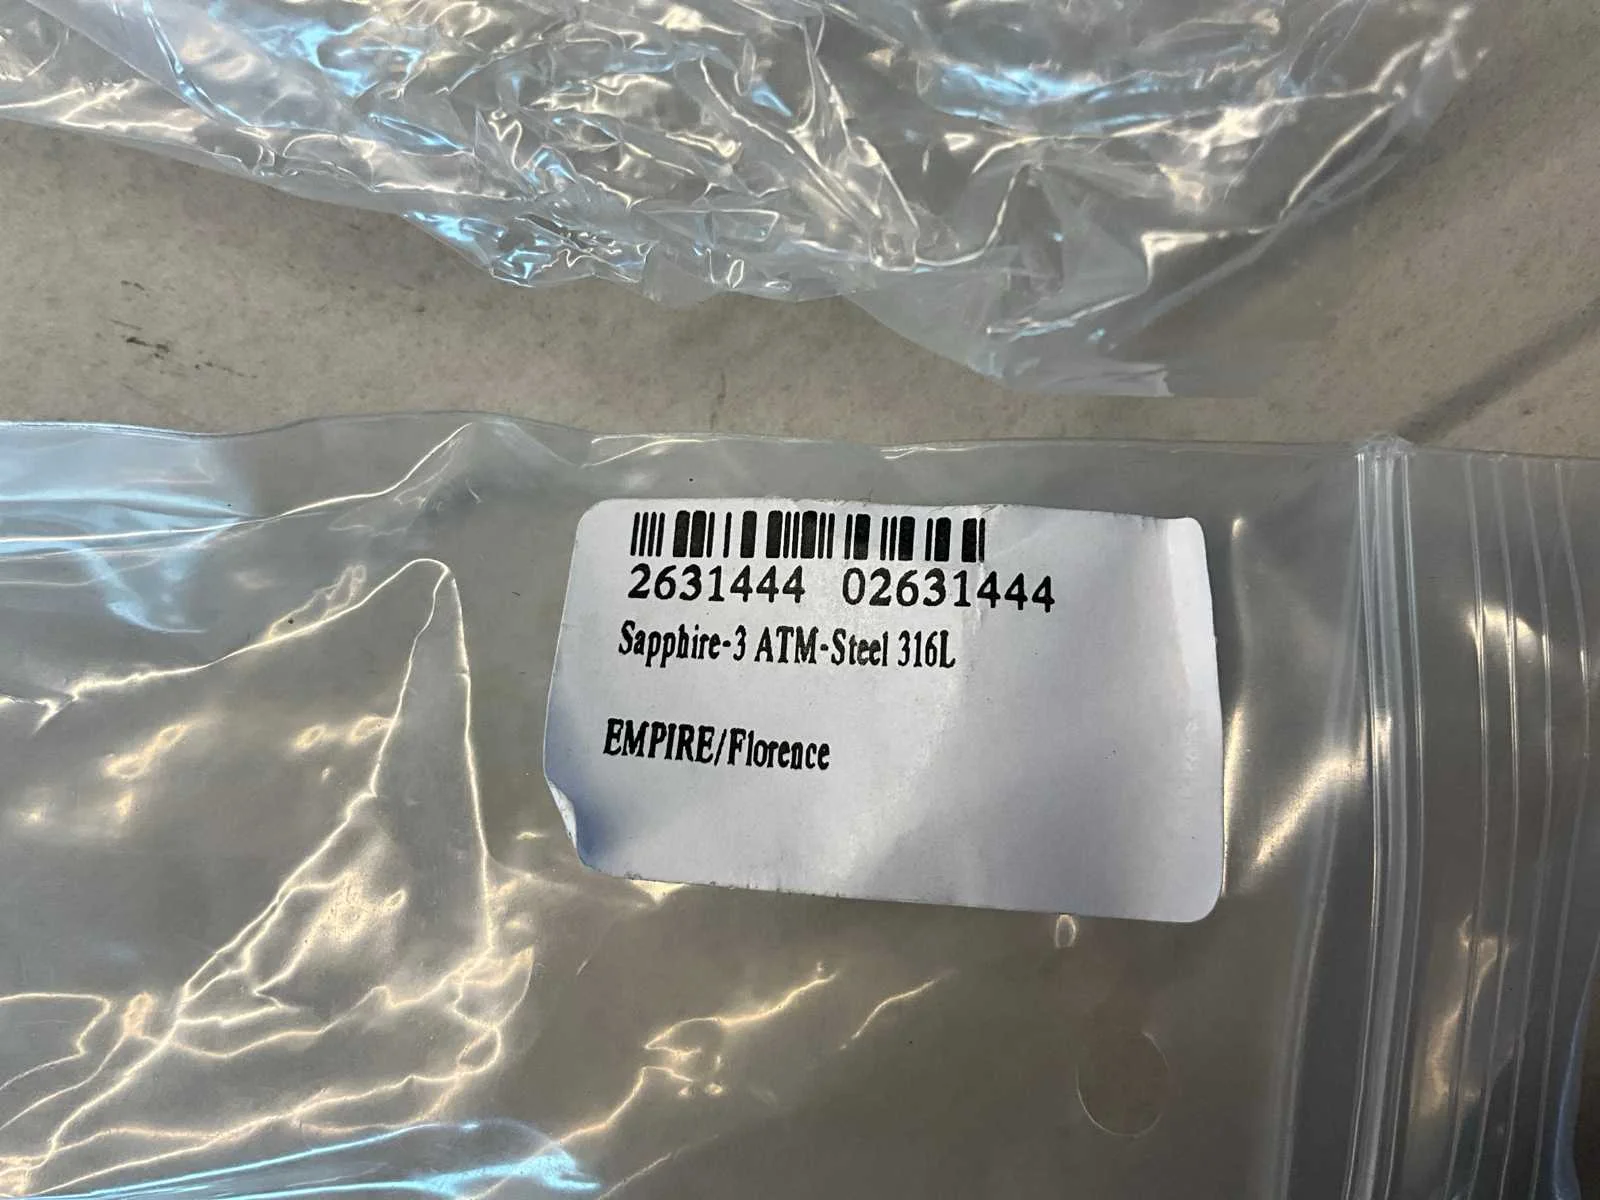 2631444 02631444
Sapphire-3 ATM-Steel 316L
EMPIRE/Florence